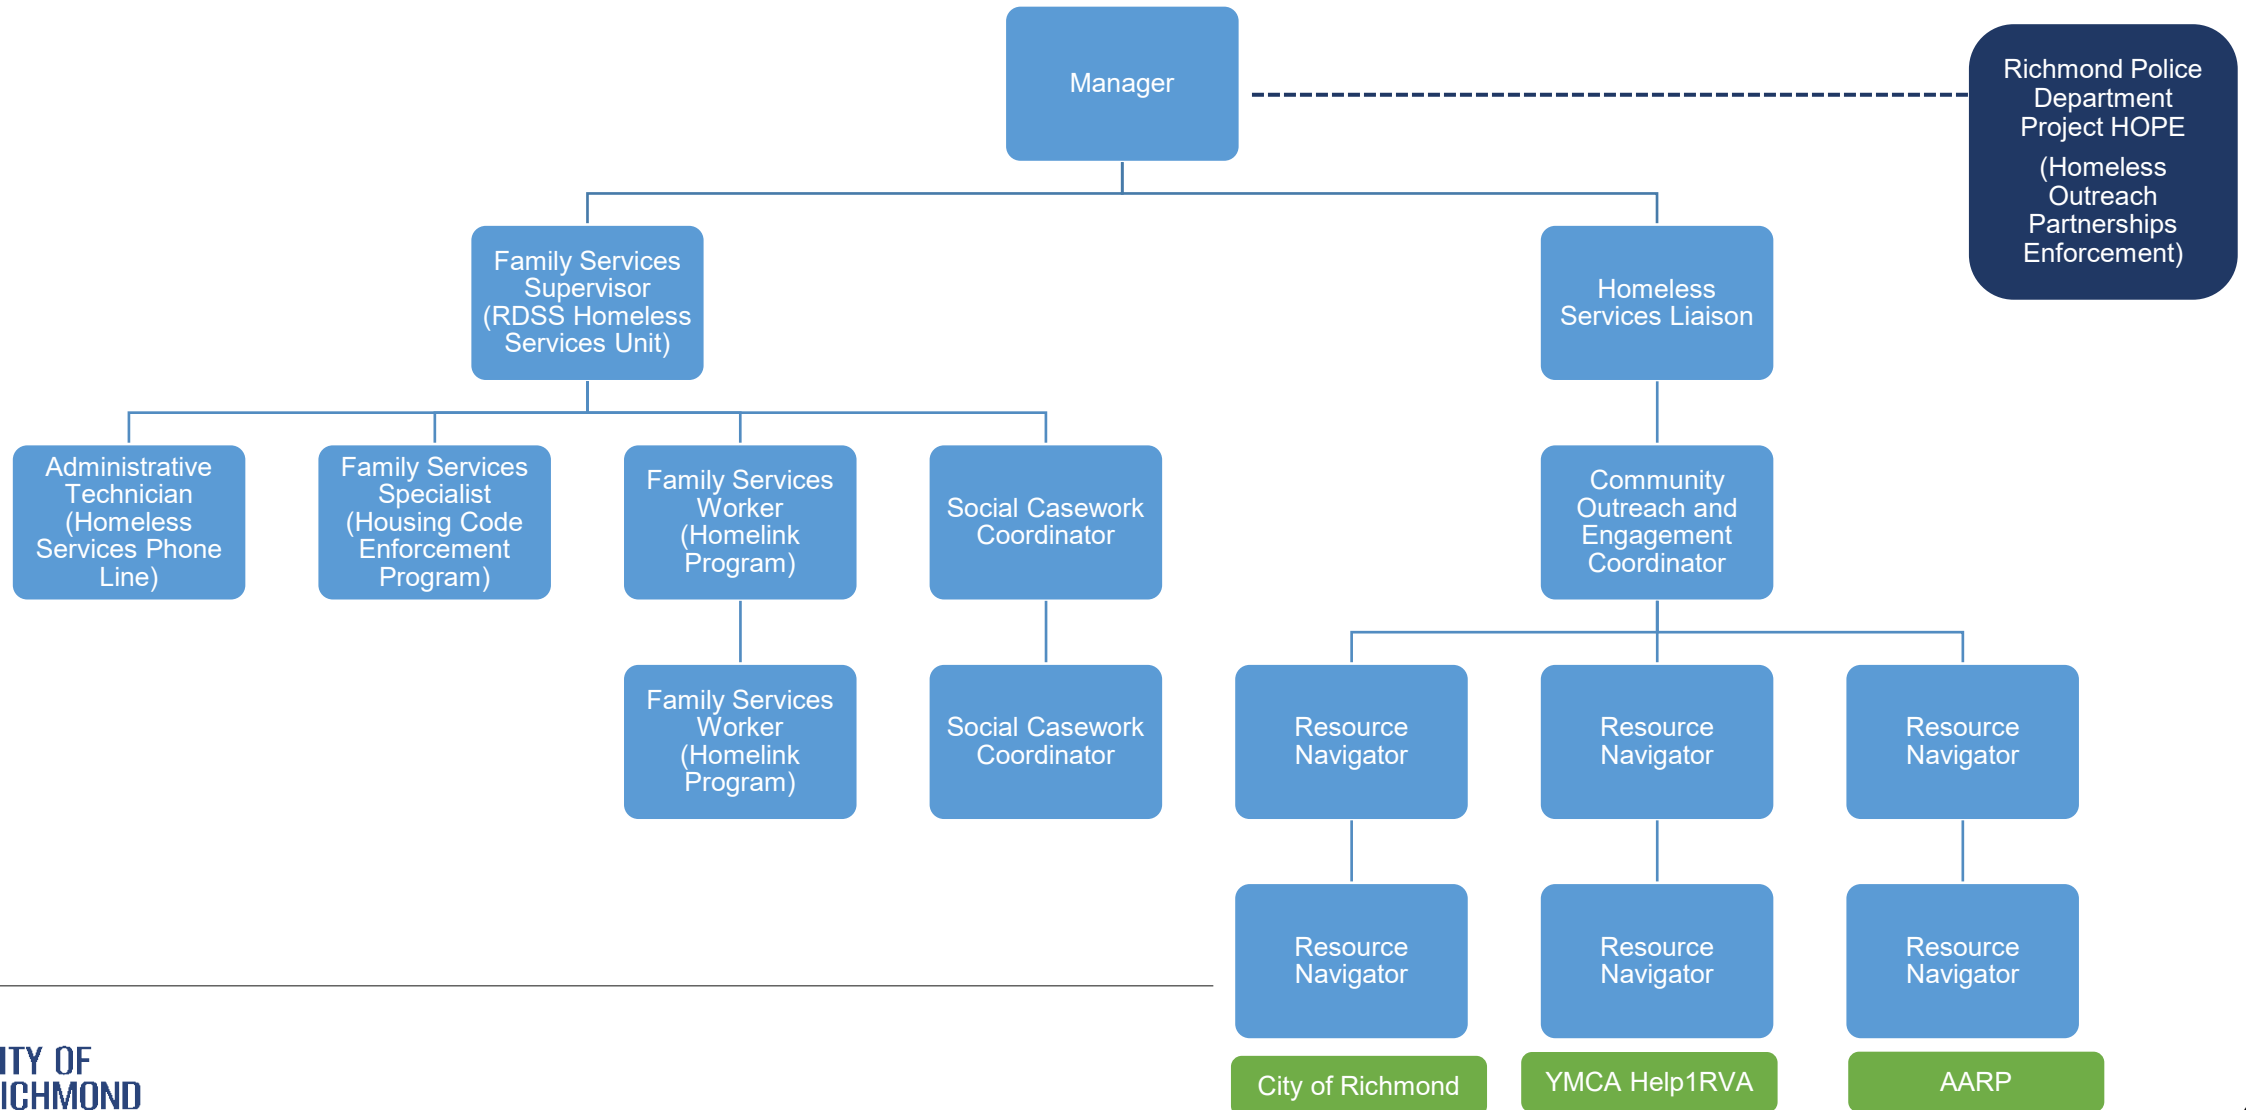 Manager
Richmond Police
Department
Project HOPE
(Homeless
Outreach
Partnerships
Enforcement)
Family Services
Supervisor
(RDSS Homeless
Services Unit)
Homeless
Services Liaison
Administrative
Technician
(Homeless
Services Phone
Line)
Family Services
Specialist
(Housing Code
Enforcement
Program)
Family Services
Worker
(Homelink
Program)
Social Casework
Coordinator
Community
Outreach and
Engagement
Coordinator
Family Services
Worker
(Homelink
Program)
Social Casework
Coordinator
Resource
Navigator
Resource
Navigator
Resource
Navigator
Resource
Navigator
Resource
Navigator
Resource
Navigator
City of Richmond
YMCA Help1RVA
AARP
ITY OF
ICHMOND